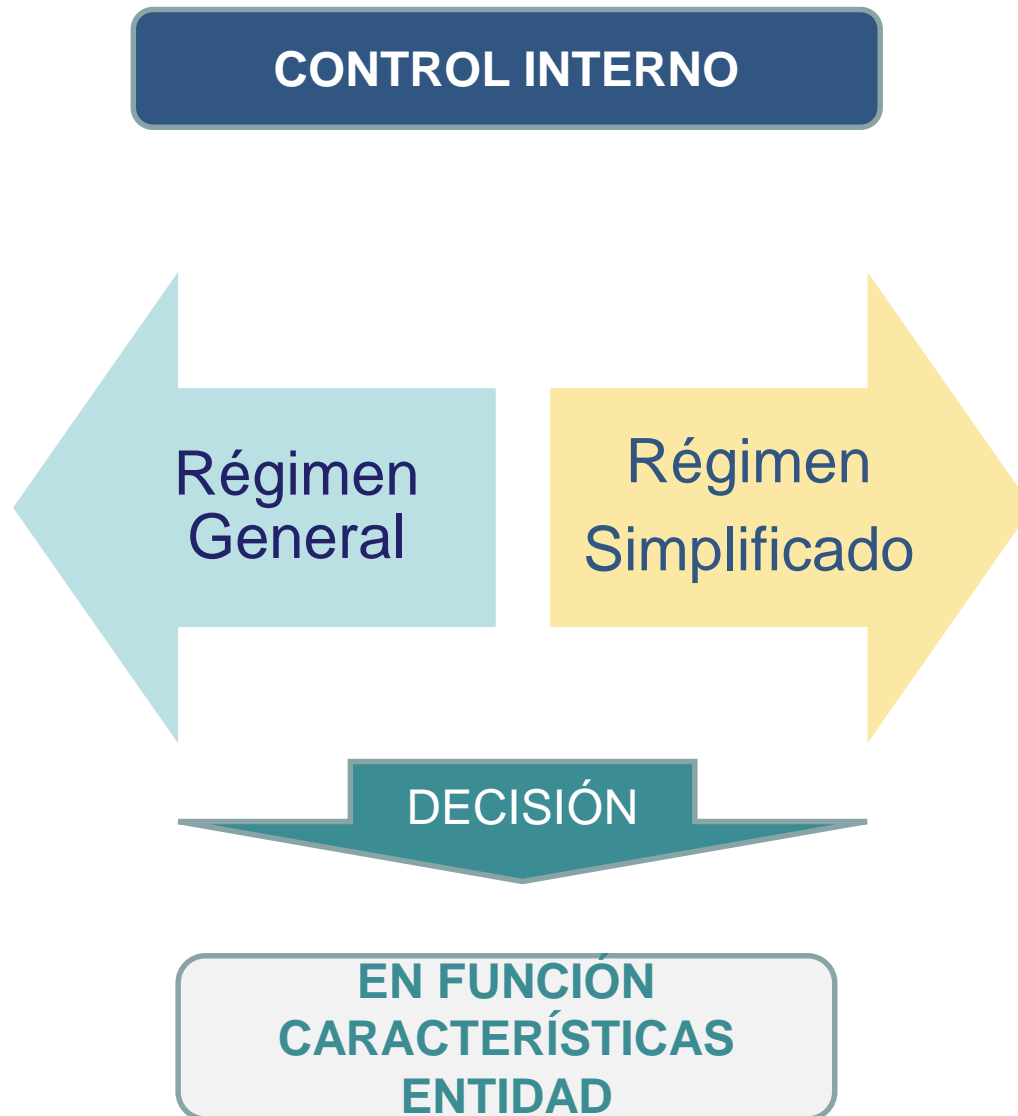 CONTROL INTERNO
Régimen
General
Régimen
Simplificado
DECISIÓN
EN FUNCIÓN
CARACTERÍSTICAS
ENTIDAD